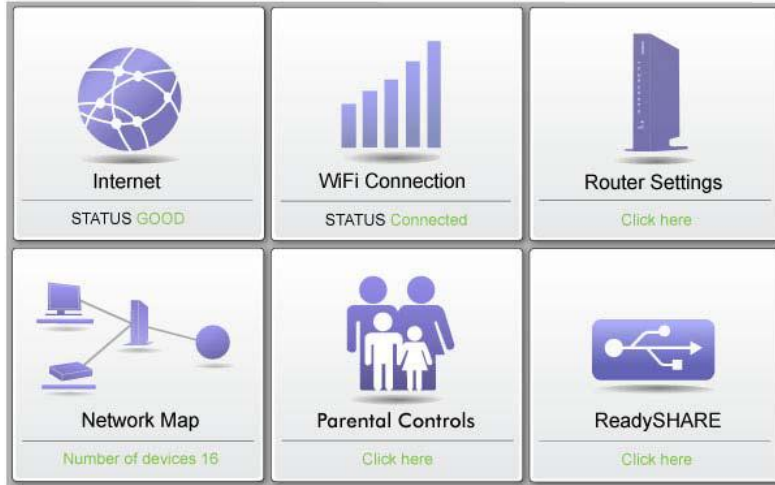 Internet
STATUS GOOD
WiFi Connection
STATUS Connected
Router Settings
Click here
Network Map
Number of devices 16
Parental Controls
Click here
ReadySHARE
Click here